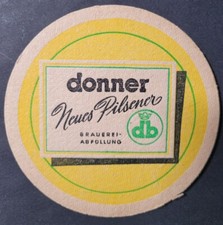 donner
Neues Pilsener
BRAUEREI-
ABFÜLLUNG
db